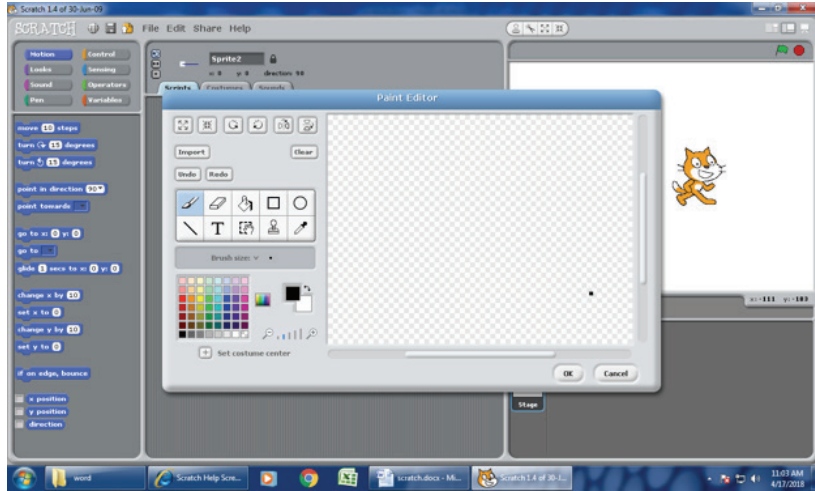 Scratch 1.4 of 30-Jun-09
SCRATCH File Edit Share Help
Motion Control
Looks Sensing
Sound Operators
Pen Variables
Sprite2
x: 0 y: 0 direction: 90
Scripts Costumes Sounds
Paint Editor
Import Clear
Undo Redo
T
Brush size:
Set costume center
OK Cancel
move 10 steps
turn 15 degrees
turn 15 degrees
point in direction 90
point towards
go to x: 0 y: 0
go to
glide 1 secs to x: 0 y: 0
change x by 10
set x to 0
change y by 10
set y to 0
if on edge, bounce
x position
y position
direction
x: -111 y: -183
Stage
word
Scratch Help Scre...
scratch.docs - Mi...
Scratch 1.4 of 30-J...
11:03 AM
4/17/2018